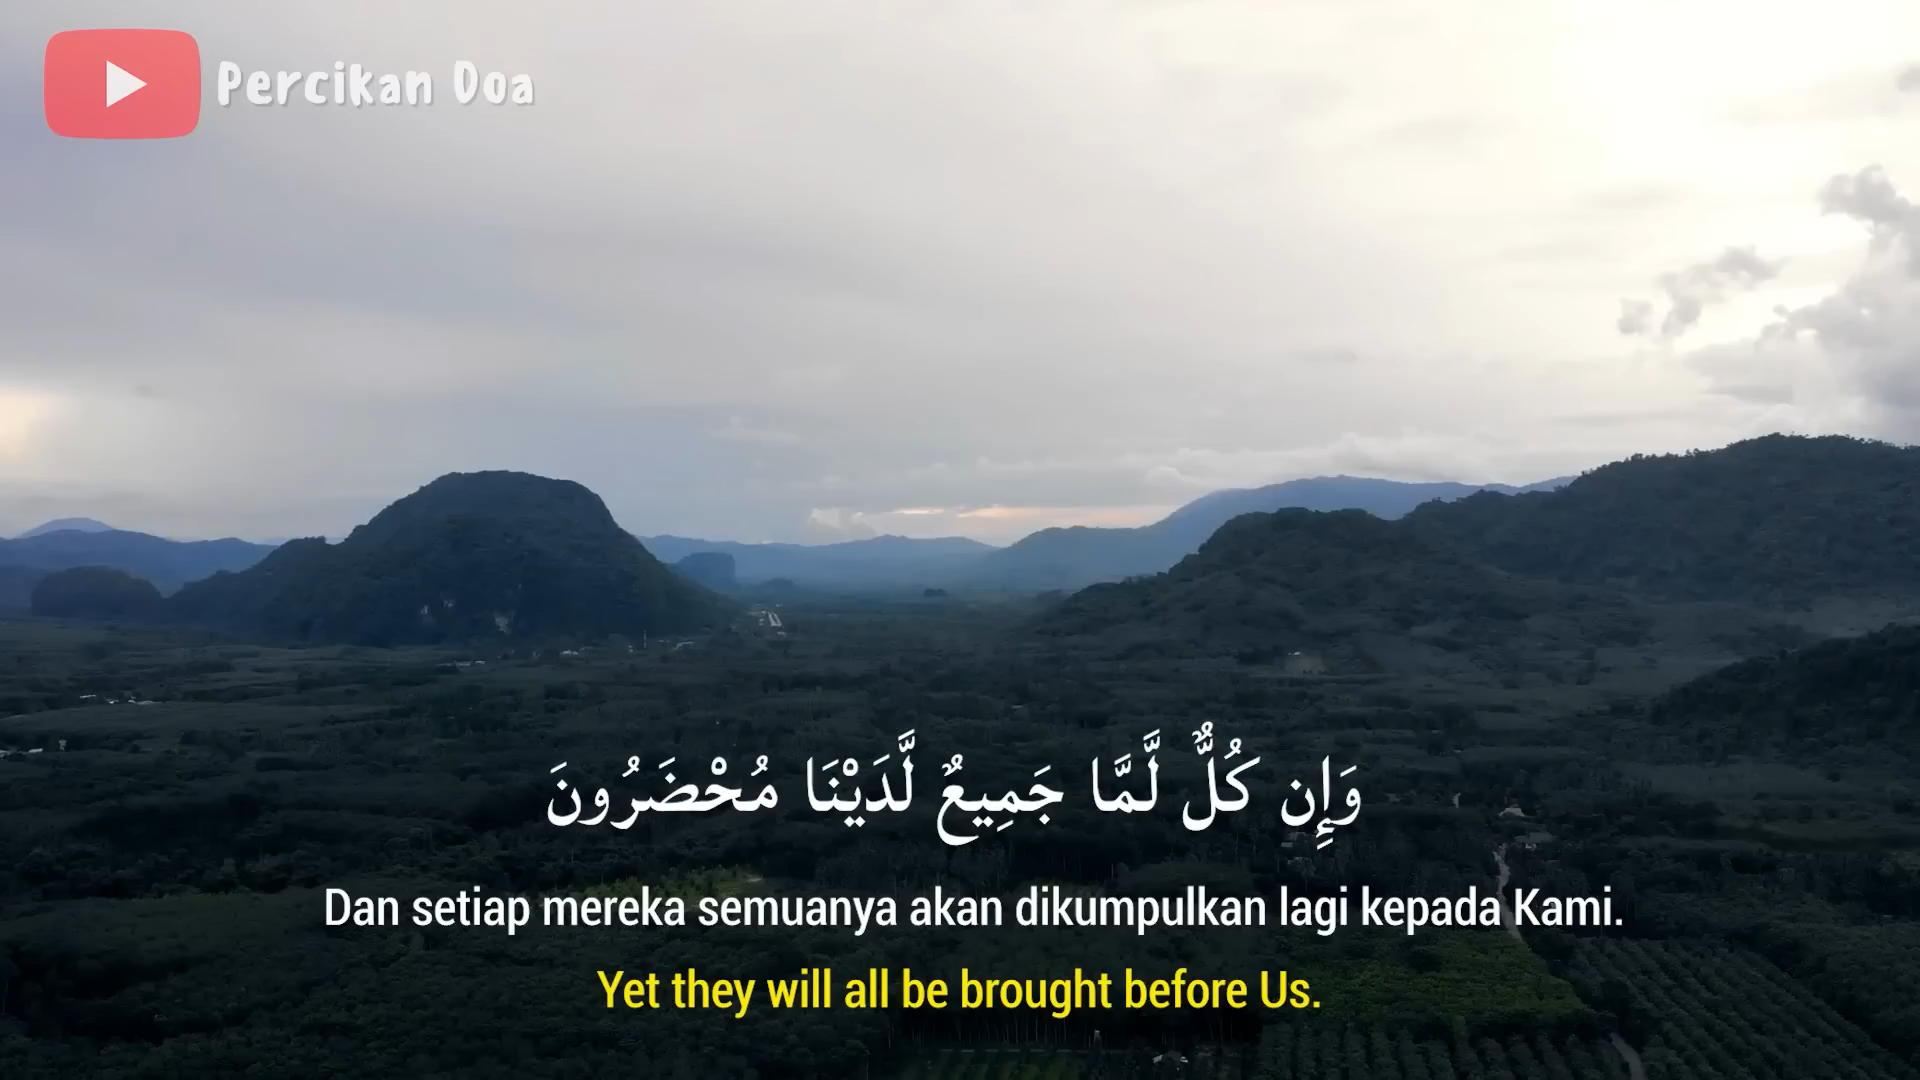 Percikan Doa
وَإِن كُلٌّ لَّمَّا جَمِيعٌ لَّدَيْنَا مُحْضَرُونَ
Dan setiap mereka semuanya akan dikumpulkan lagi kepada Kami.
Yet they will all be brought before Us.